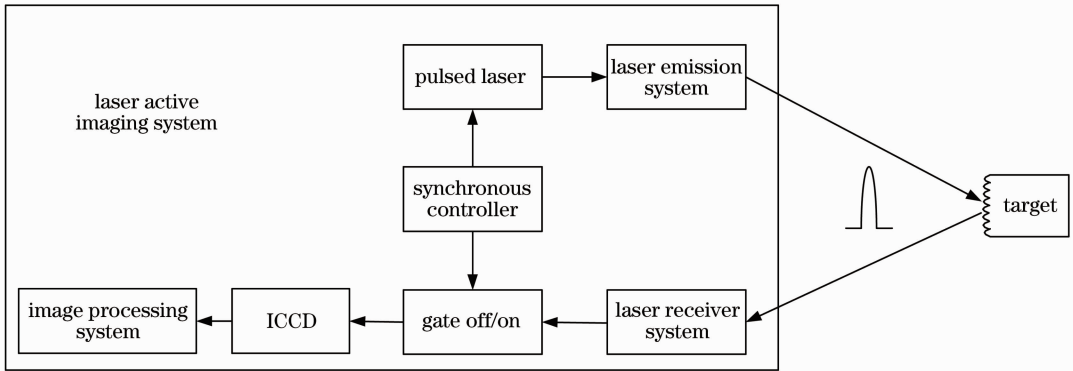 laser active
imaging system
pulsed laser
laser emission
system
synchronous
controller
target
image processing
system
ICCD
gate off/on
laser receiver
system